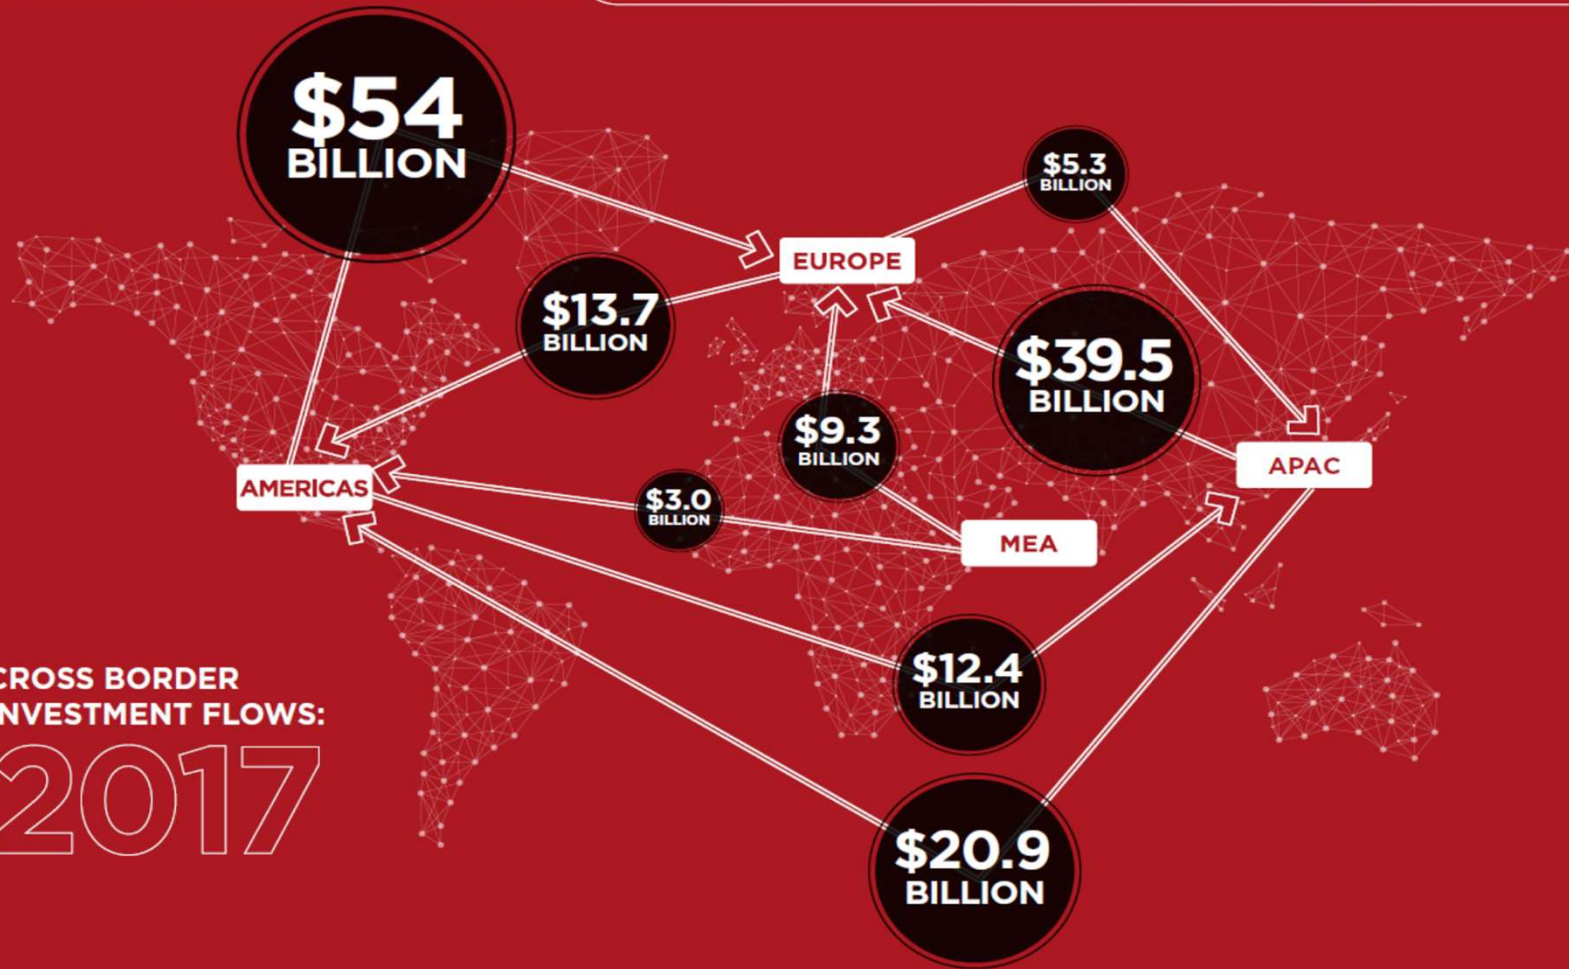 $54
BILLION
$5.3
BILLION
EUROPE
$13.7
BILLION
$39.5
BILLION
$9.3
BILLION
APAC
AMERICAS
$3.0
BILLION
MEA
$12.4
BILLION
CROSS BORDER
INVESTMENT FLOWS:
2017
$20.9
BILLION